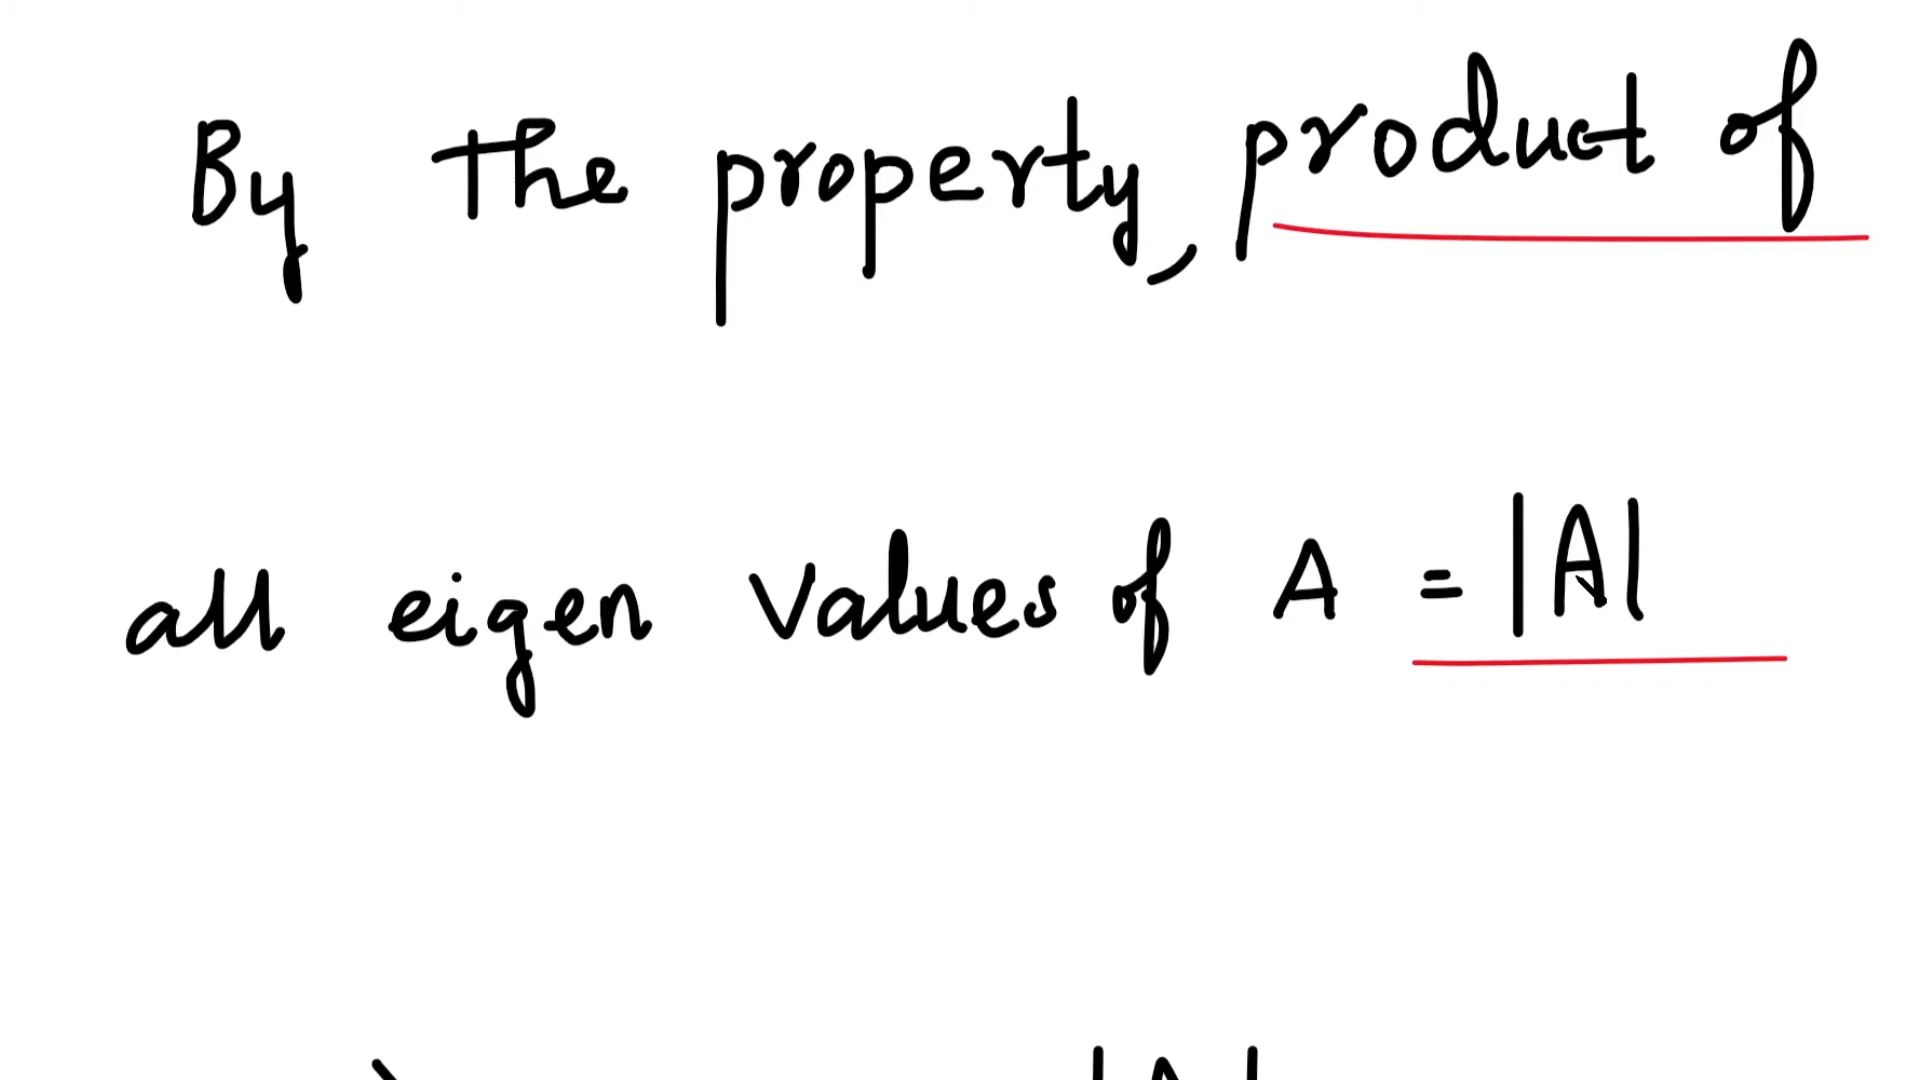 By the property, product of
all eigen values of A = |A|